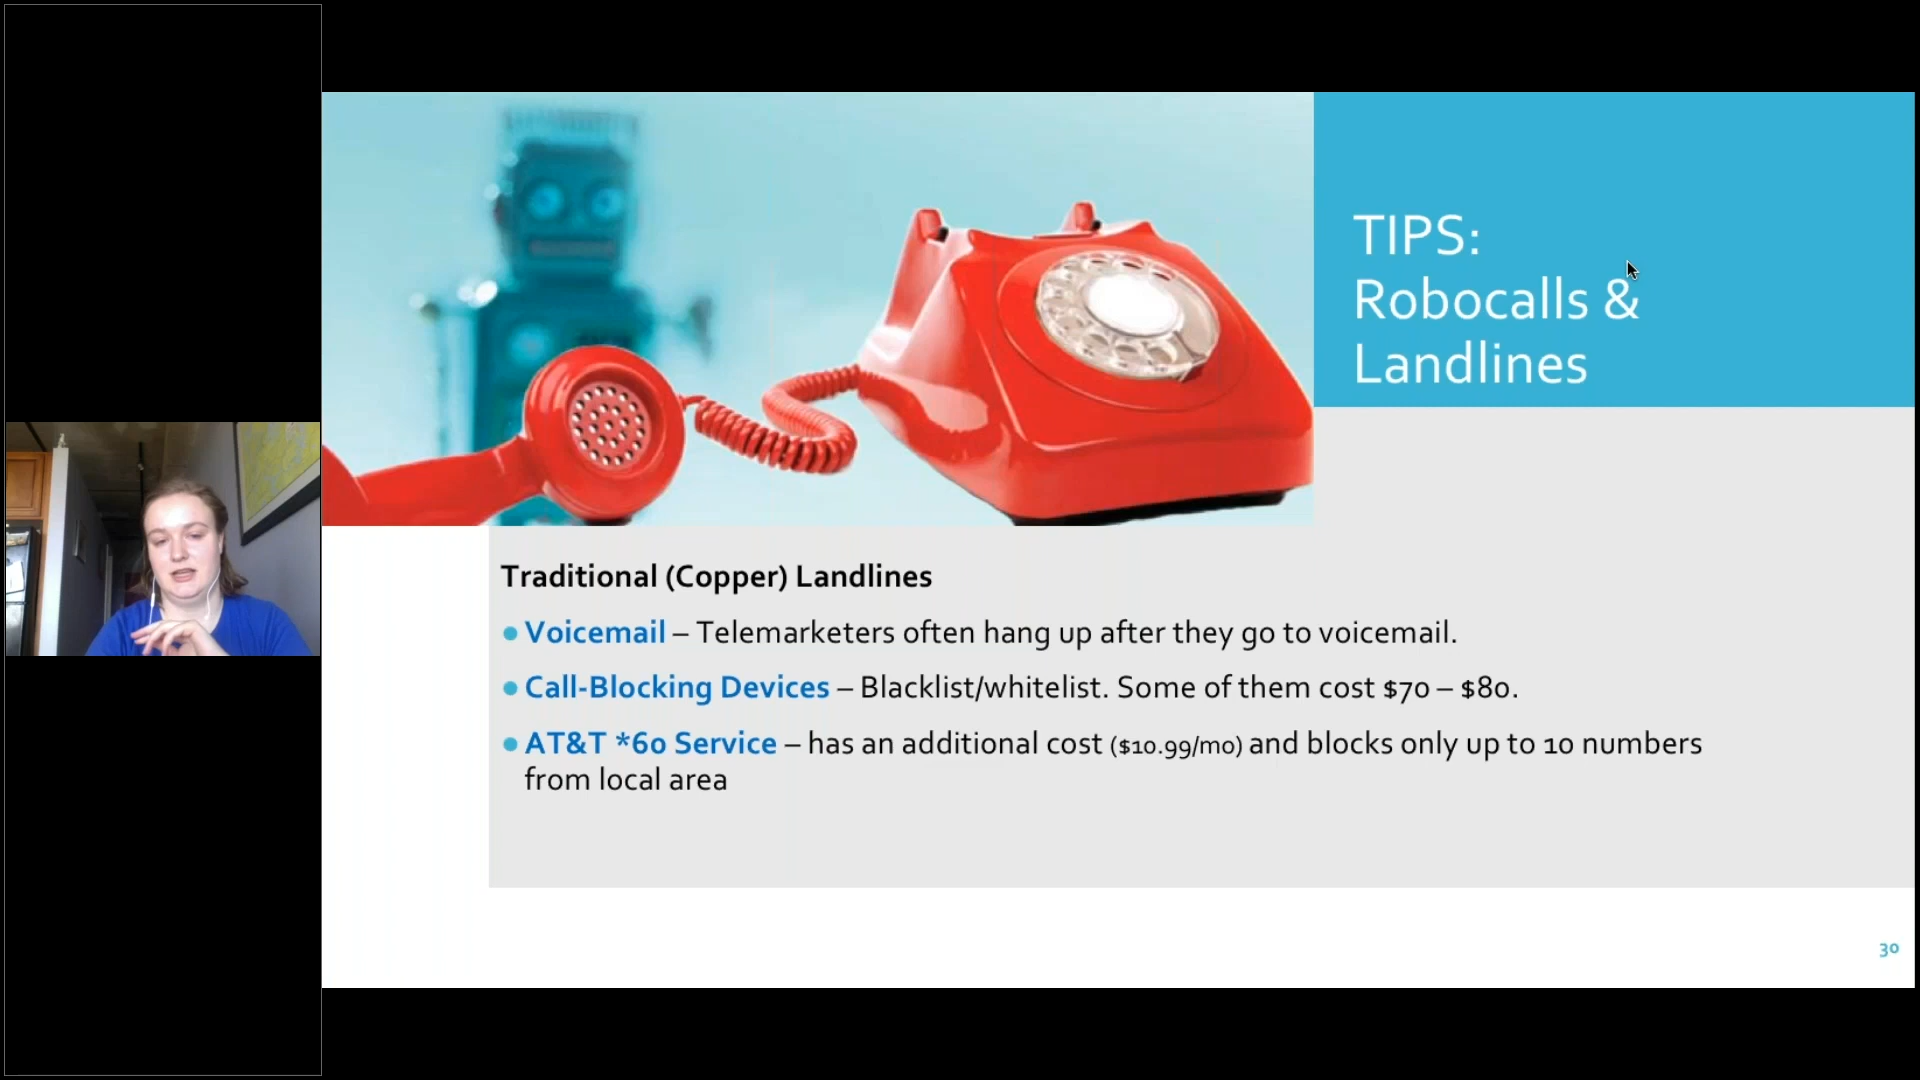 TIPS:
Robocalls &
Landlines
Traditional (Copper) Landlines
Voicemail – Telemarketers often hang up after they go to voicemail.
Call-Blocking Devices – Blacklist/whitelist. Some of them cost $70 – $80.
AT&T *60 Service – has an additional cost ($10.99/mo) and blocks only up to 10 numbers
from local area
30